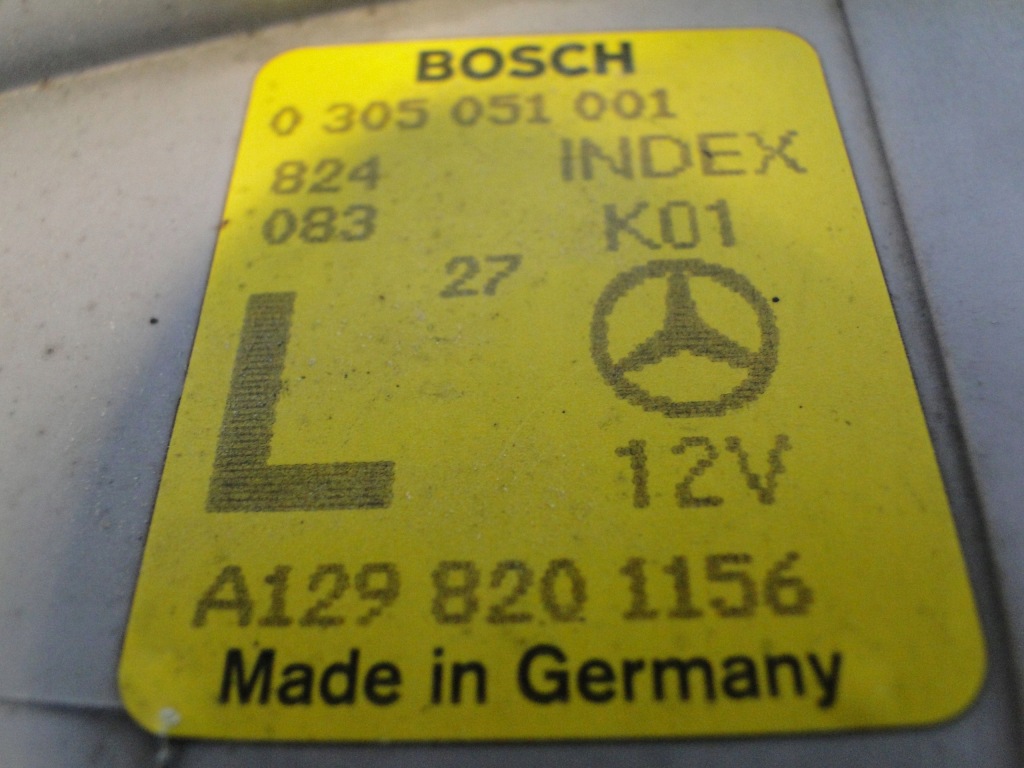 BOSCH
0 305 051 001
824 INDEX
083 K01
27
L
12V
A129 820 1156
Made in Germany